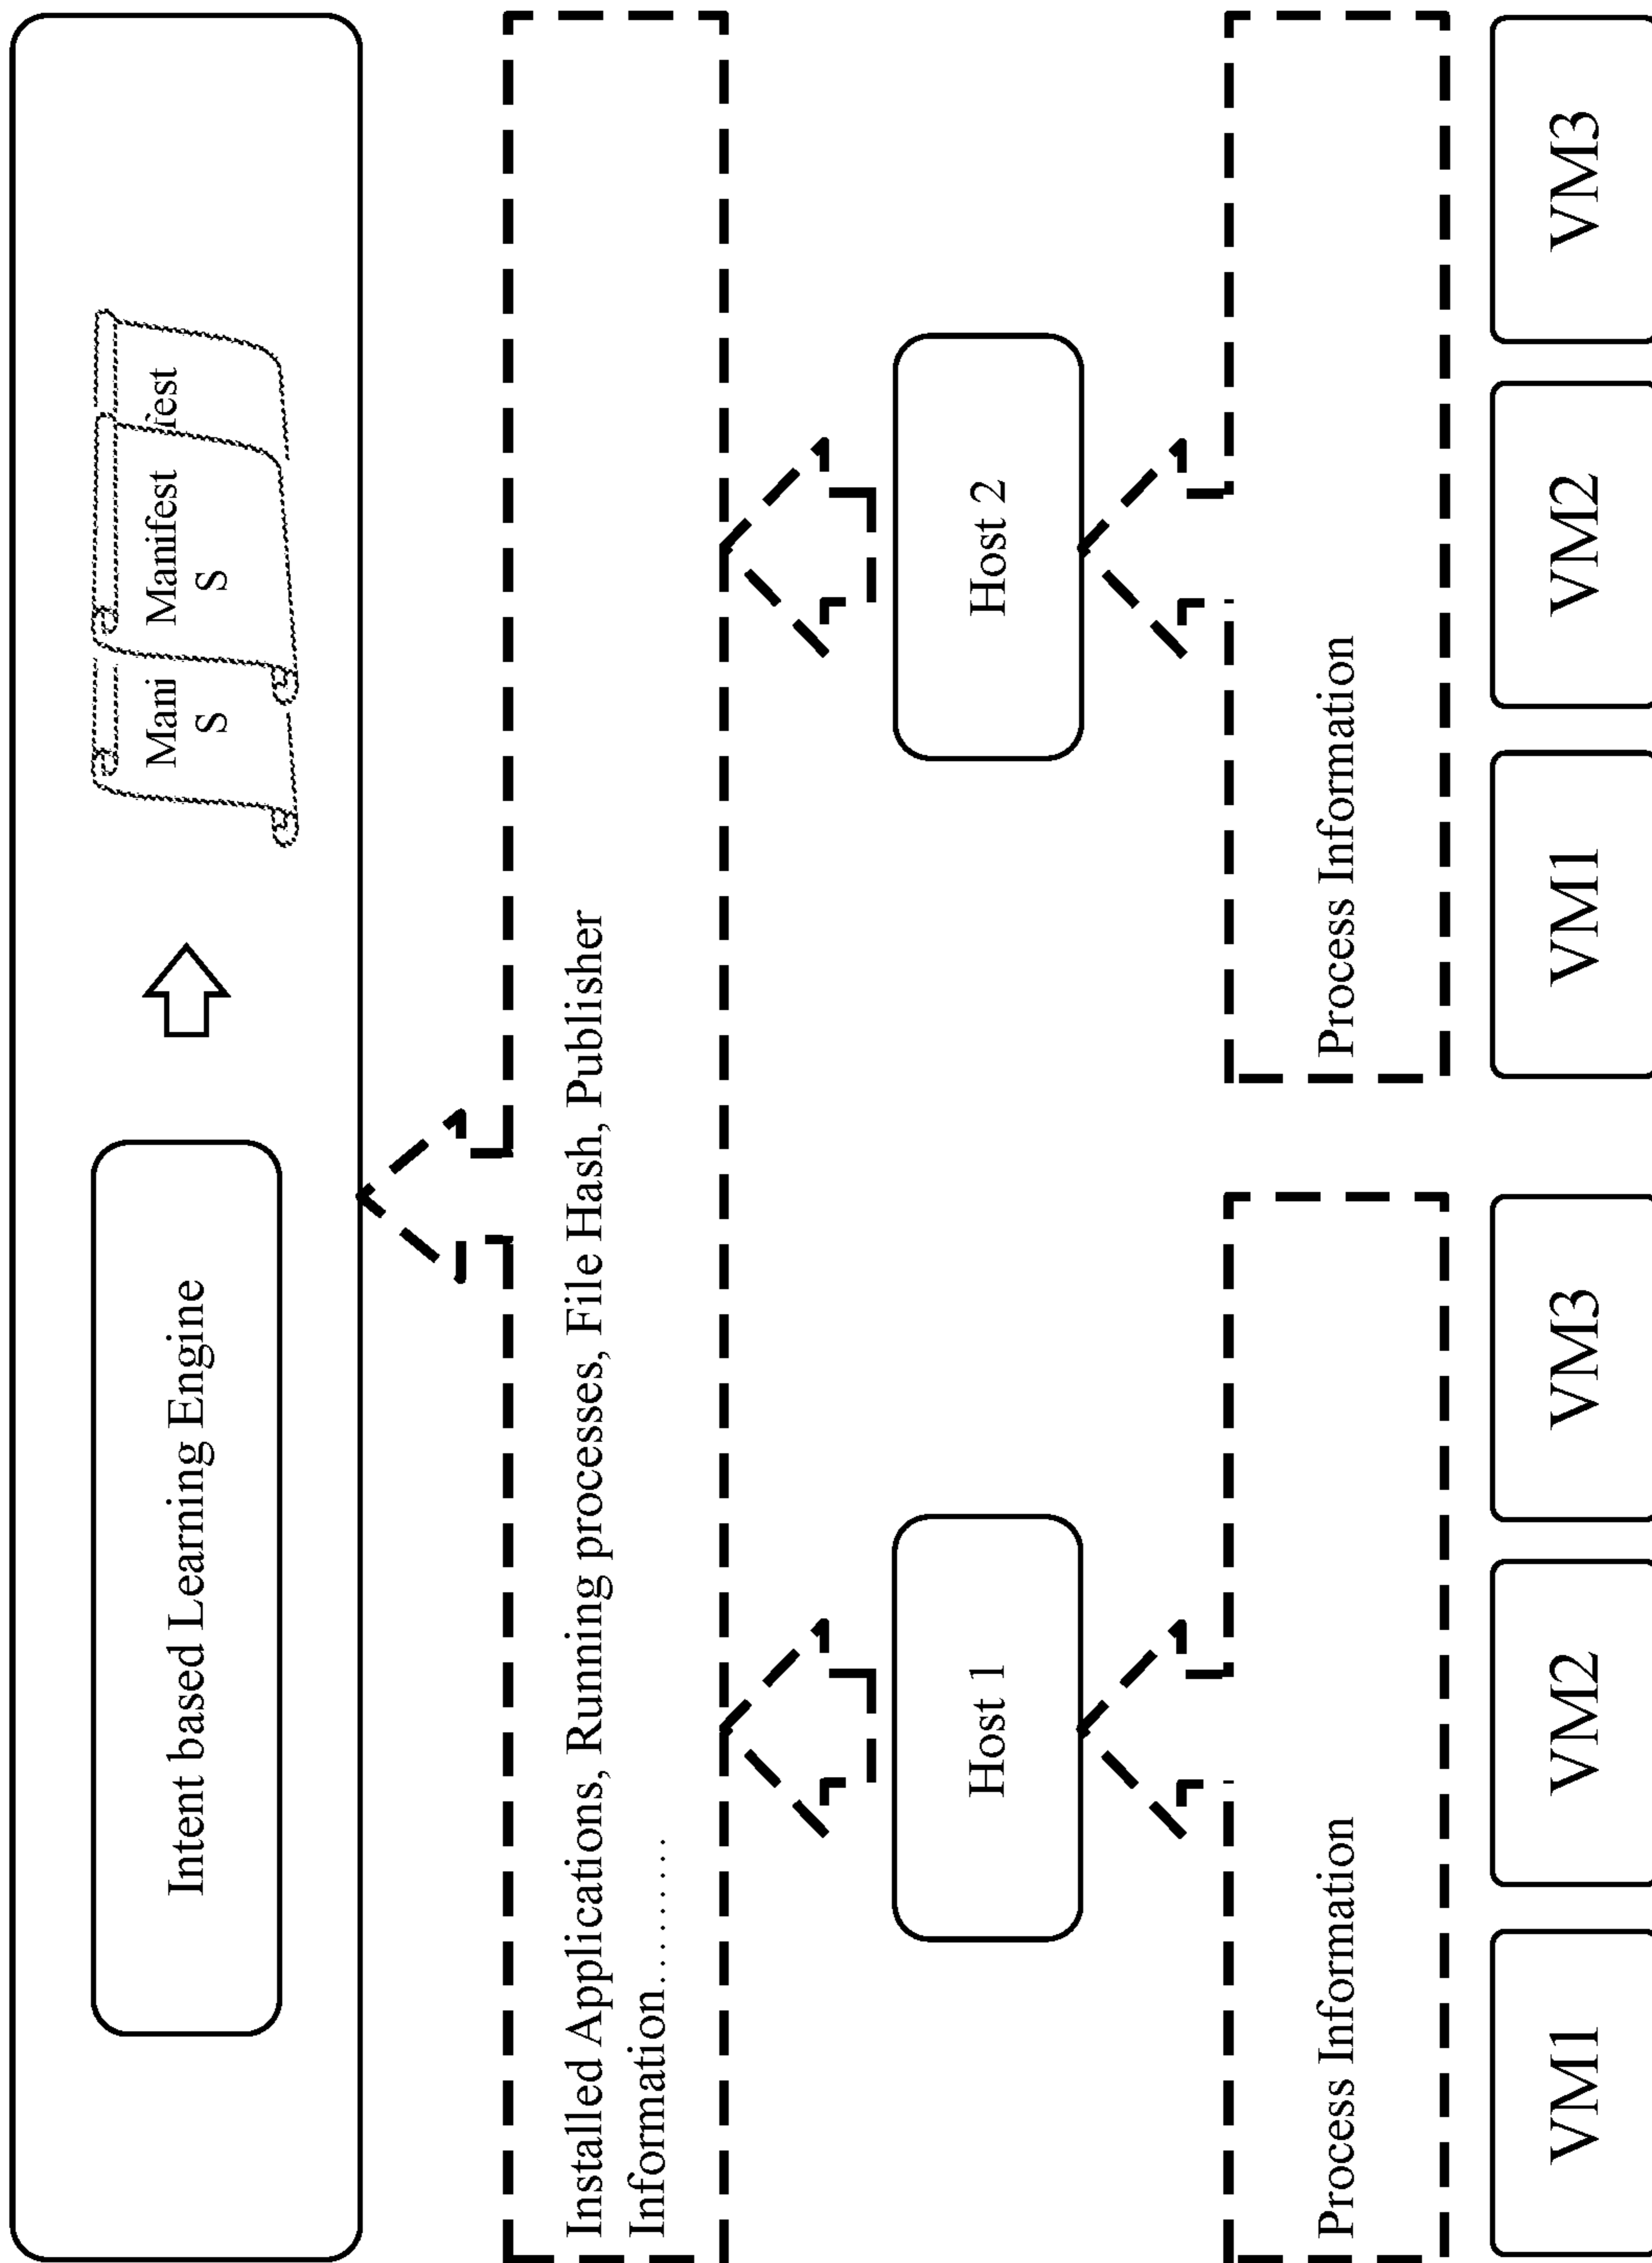 Intent based Learning Engine
Mani Manifest ifest
S S
Installed Applications, Running processes, File Hash, Publisher
Information..........
Host 1
Host 2
Process Information
Process Information
VM1
VM2
VM3
VM1
VM2
VM3